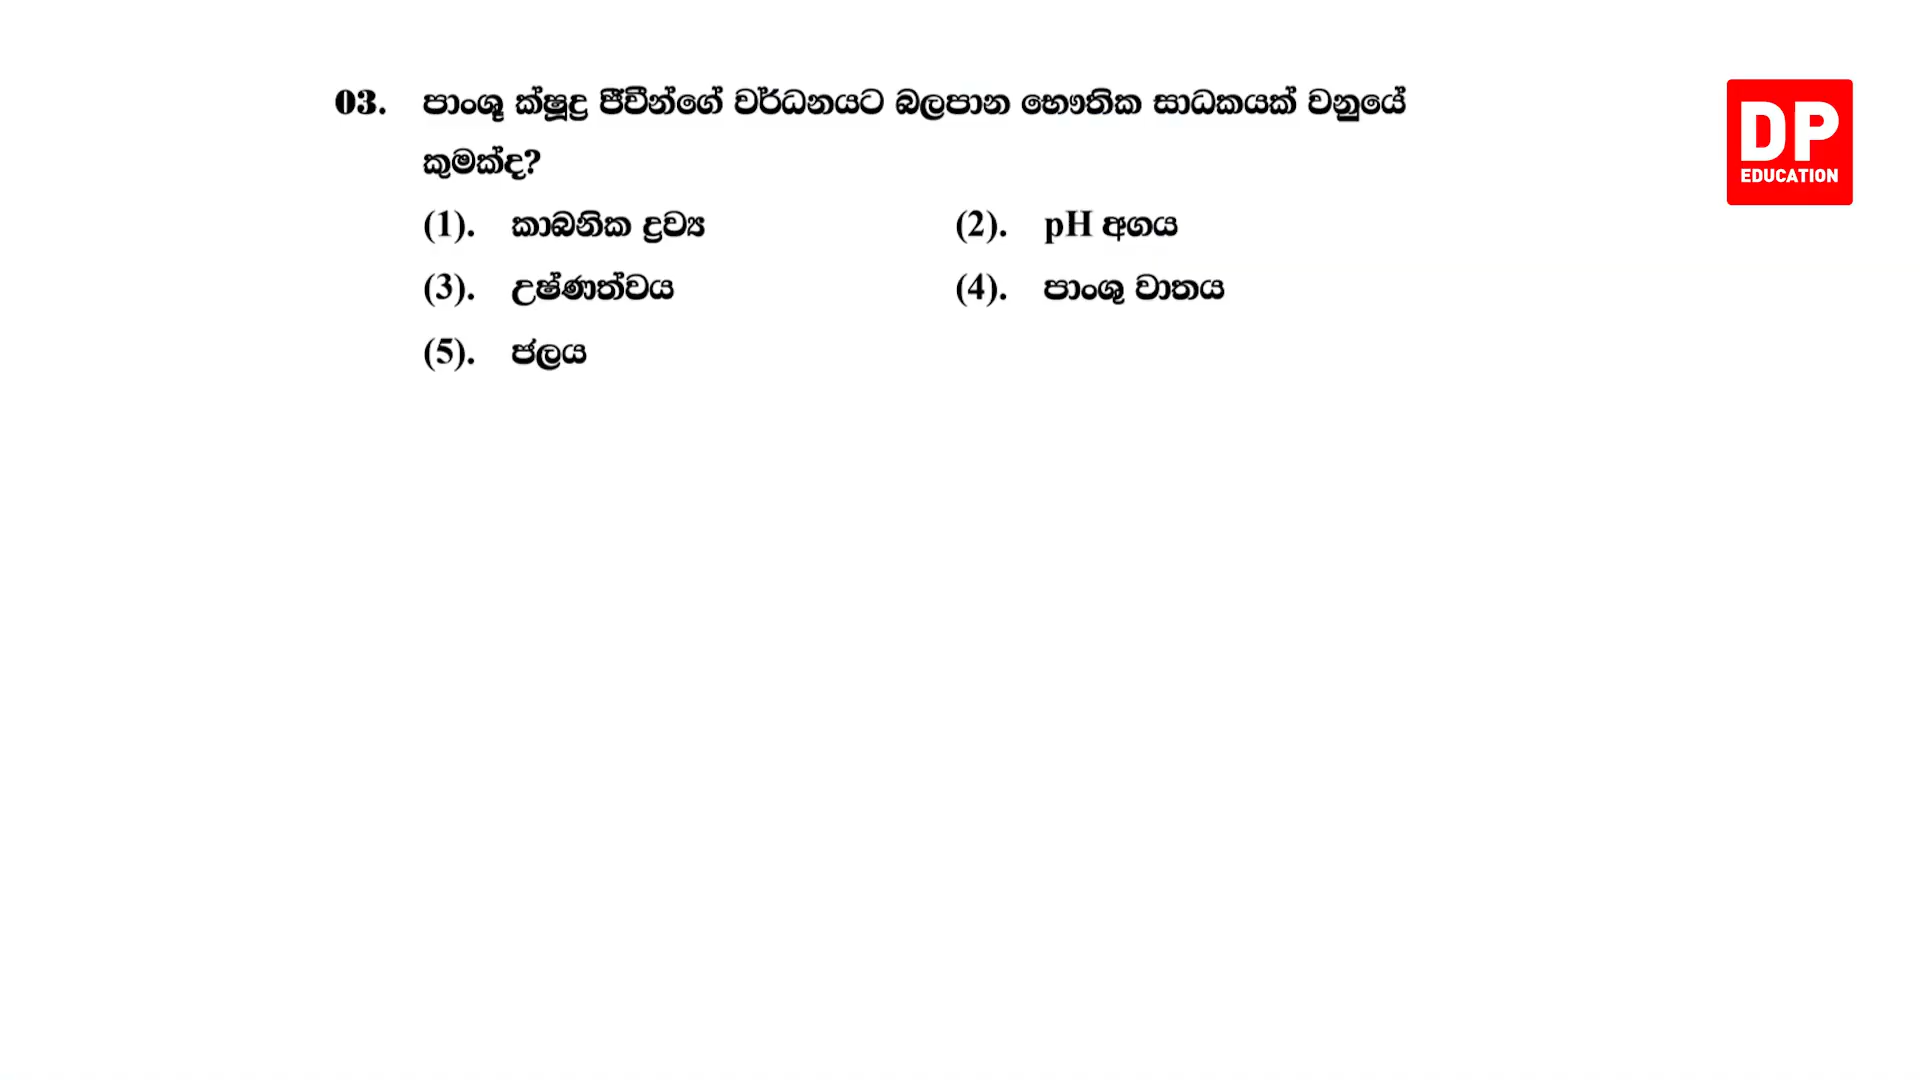 03. පාංශූ ක්ෂූද්‍ර ජීවීන්ගේ වර්ධනයට බලපාන භෞතික සාධකයක් වනුයේ
කුමක්ද?
(1). කාබනික ද්‍රව්‍ය (2). pH අගය
(3). උෂ්ණත්වය (4). පාංශු වාතය
(5). ජලය
DP
EDUCATION